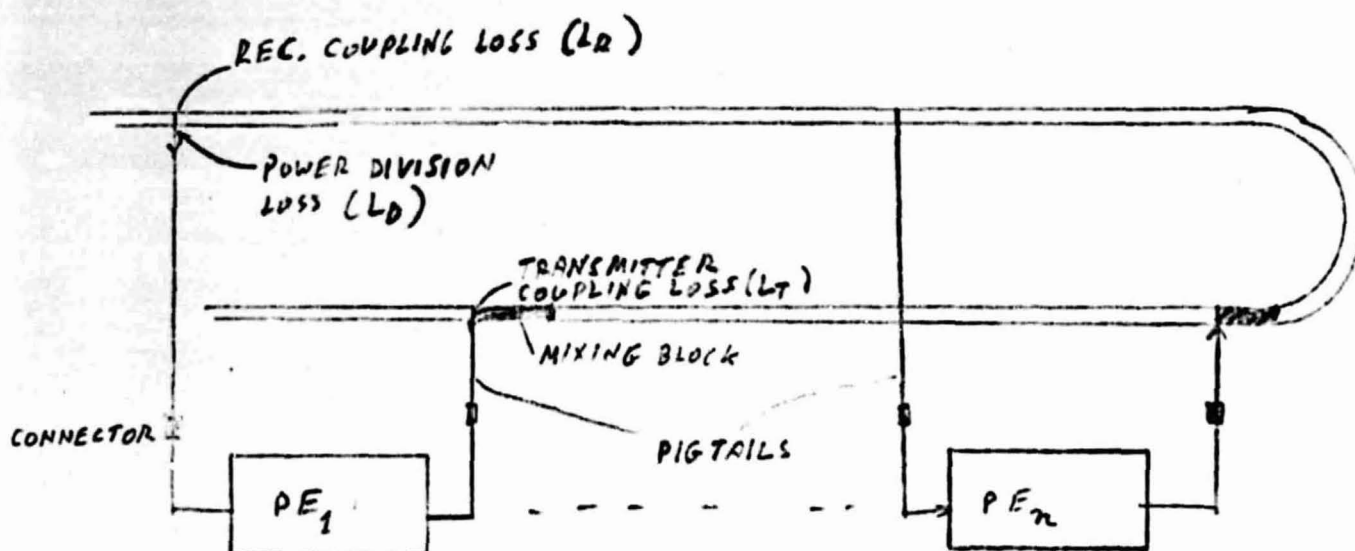 REC. COUPLING LOSS (LR)
POWER DIVISION
LOSS (LD)
TRANSMITTER
COUPLING LOSS (LT)
MIXING BLOCK
CONNECTOR
PIGTAILS
PE1
PEn